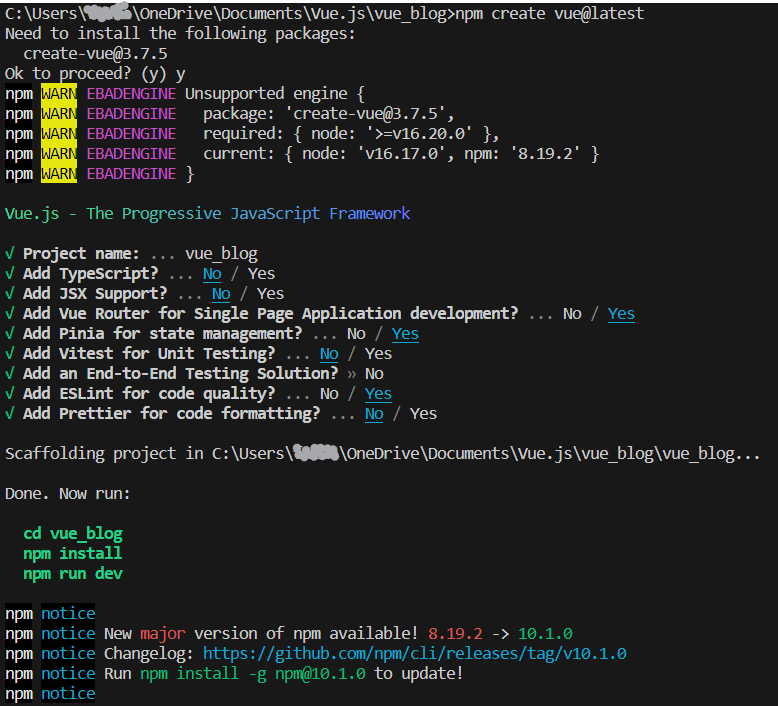 C:\Users\\OneDrive\Documents\Vue.js\vue_blog>npm create vue@latest
Need to install the following packages:
  create-vue@3.7.5
Ok to proceed? (y) y
npm WARN EBADENGINE Unsupported engine {
npm WARN EBADENGINE   package: 'create-vue@3.7.5',
npm WARN EBADENGINE   required: { node: '>=v16.20.0' },
npm WARN EBADENGINE   current: { node: 'v16.17.0', npm: '8.19.2' }
npm WARN EBADENGINE }
Vue.js - The Progressive JavaScript Framework
√ Project name: ... vue_blog
√ Add TypeScript? ... No / Yes
√ Add JSX Support? ... No / Yes
√ Add Vue Router for Single Page Application development? ... No / Yes
√ Add Pinia for state management? ... No / Yes
√ Add Vitest for Unit Testing? ... No / Yes
√ Add an End-to-End Testing Solution? » No
√ Add ESLint for code quality? ... No / Yes
√ Add Prettier for code formatting? ... No / Yes
Scaffolding project in C:\Users\\OneDrive\Documents\Vue.js\vue_blog\vue_blog...
Done. Now run:
  cd vue_blog
  npm install
  npm run dev
npm notice
npm notice New major version of npm available! 8.19.2 -> 10.1.0
npm notice Changelog: https://github.com/npm/cli/releases/tag/v10.1.0
npm notice Run npm install -g npm@10.1.0 to update!
npm notice